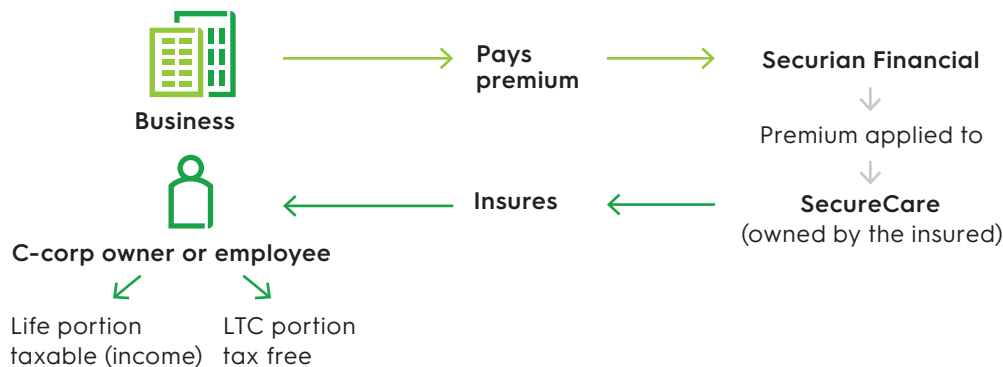 Pays
premium
Securian Financial
Business
Premium applied to
Insures
SecureCare
(owned by the insured)
C-corp owner or employee
Life portion
taxable (income)
LTC portion
tax free